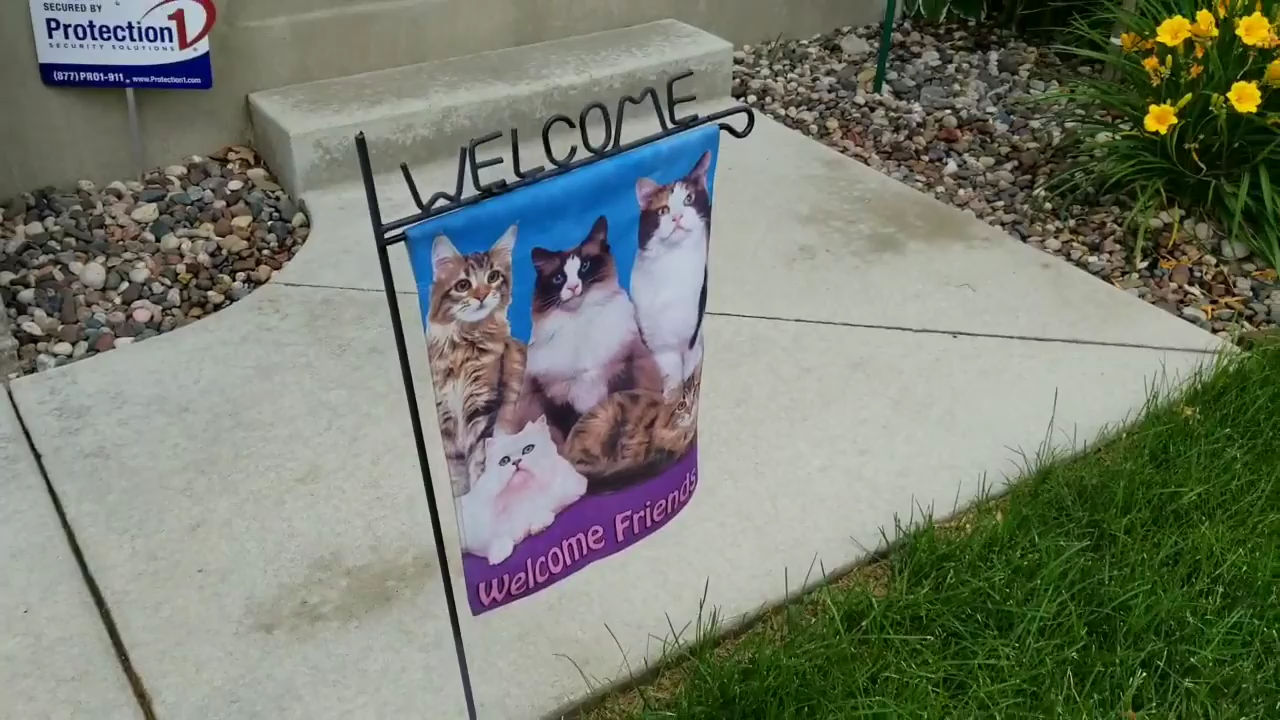 SECURED BY
Protection1
SECURITY SOLUTIONS
(877) PRO1-911 www.Protection1.com
WELCOME
Welcome Friends